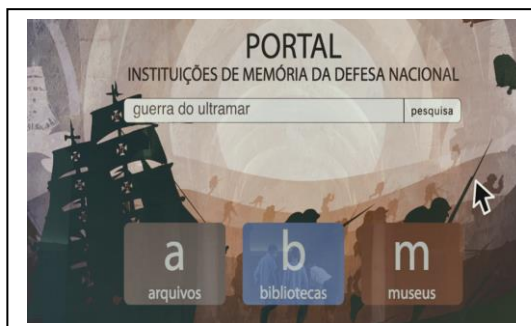 PORTAL
INSTITUIÇÕES DE MEMÓRIA DA DEFESA NACIONAL
guerra do ultramar
pesquisa
a
b
m
arquivos
bibliotecas
museus